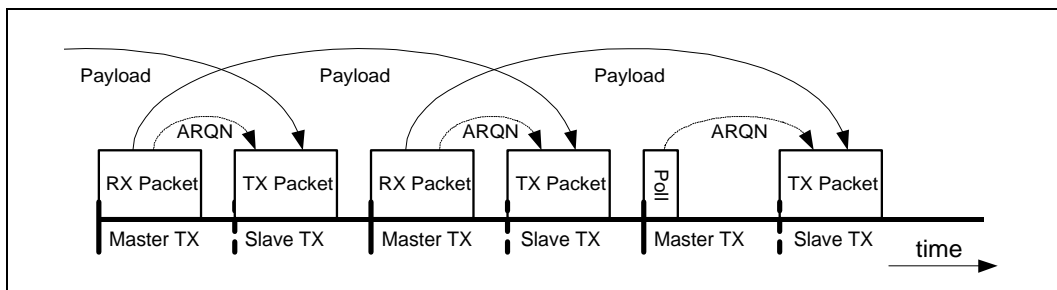 Payload Payload Payload
ARQN ARQN ARQN
RX Packet TX Packet RX Packet TX Packet Poll TX Packet
Master TX Slave TX Master TX Slave TX Master TX Slave TX
time